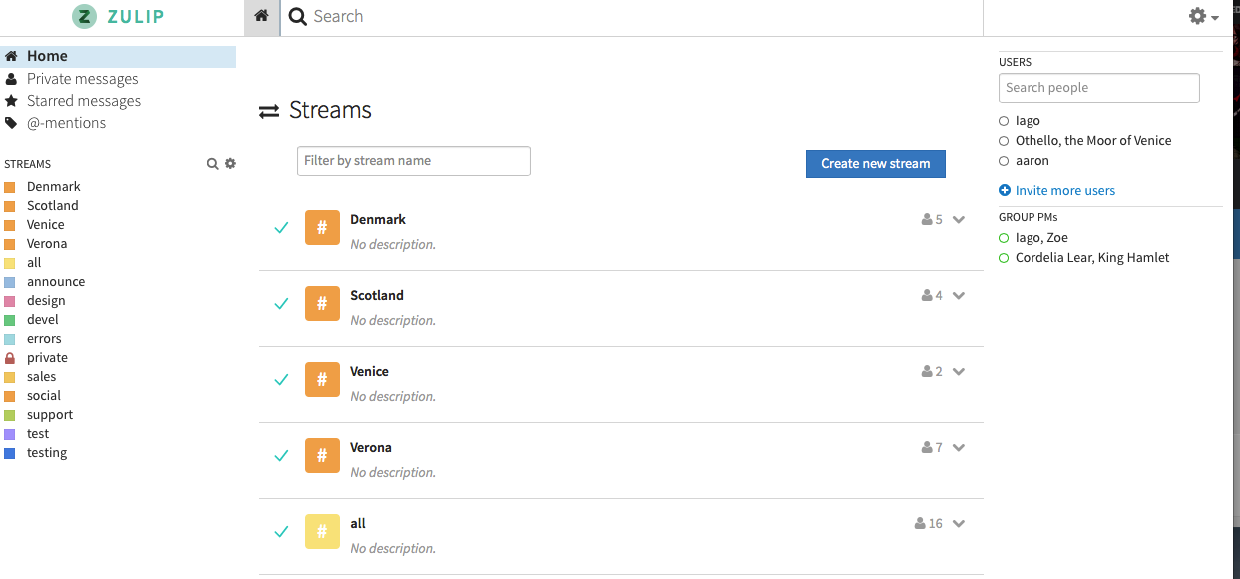 Z ZULIP
Search
Home
Private messages
Starred messages
@-mentions
STREAMS
Denmark
Scotland
Venice
Verona
all
announce
design
devel
errors
private
sales
social
support
test
testing
Streams
Filter by stream name
Create new stream
# Denmark 5
No description.
# Scotland 4
No description.
# Venice 2
No description.
# Verona 7
No description.
# all 16
No description.
USERS
Search people
Iago
Othello, the Moor of Venice
aaron
Invite more users
GROUP PMs
Iago, Zoe
Cordelia Lear, King Hamlet